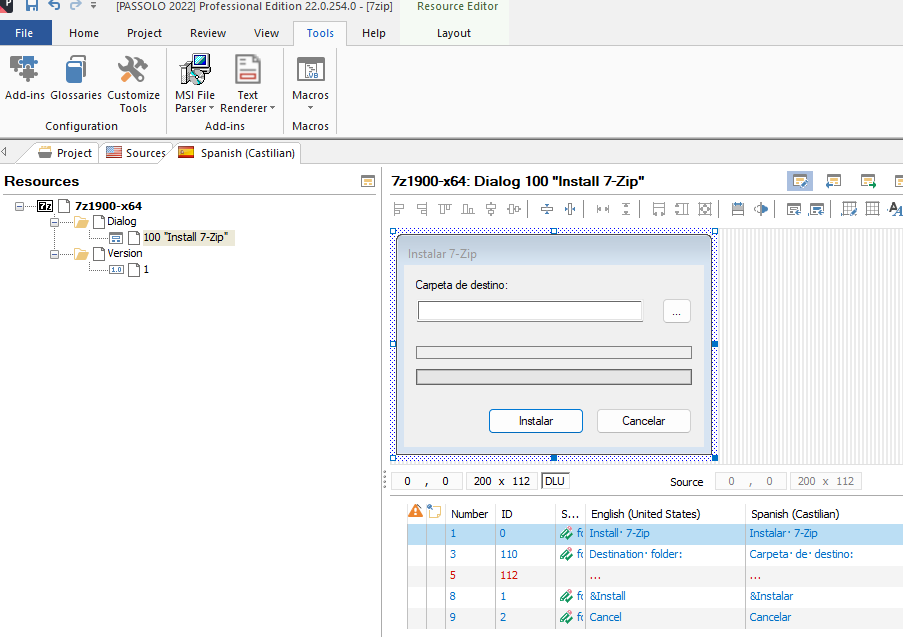 [PASSOLO 2022] Professional Edition 22.0.254.0 - [7zip]
Resource Editor
File Home Project Review View Tools Help Layout
Add-ins Glossaries Customize Tools
MSI File Parser Text Renderer
Macros
Configuration Add-ins Macros
Project Sources Spanish (Castilian)
Resources
7z 7z1900-x64
Dialog
100 "Install 7-Zip"
Version
1.0 1
7z1900-x64: Dialog 100 "Install 7-Zip"
Instalar 7-Zip
Carpeta de destino:
...
Instalar Cancelar
0 , 0 200 x 112 DLU Source 0 , 0 200 x 112
Number ID S... English (United States) Spanish (Castilian)
1 0 fo Install· 7-Zip Instalar· 7-Zip
3 110 fo Destination· folder: Carpeta· de· destino:
5 112 ... ...
8 1 fo &Install &Instalar
9 2 fo Cancel Cancelar